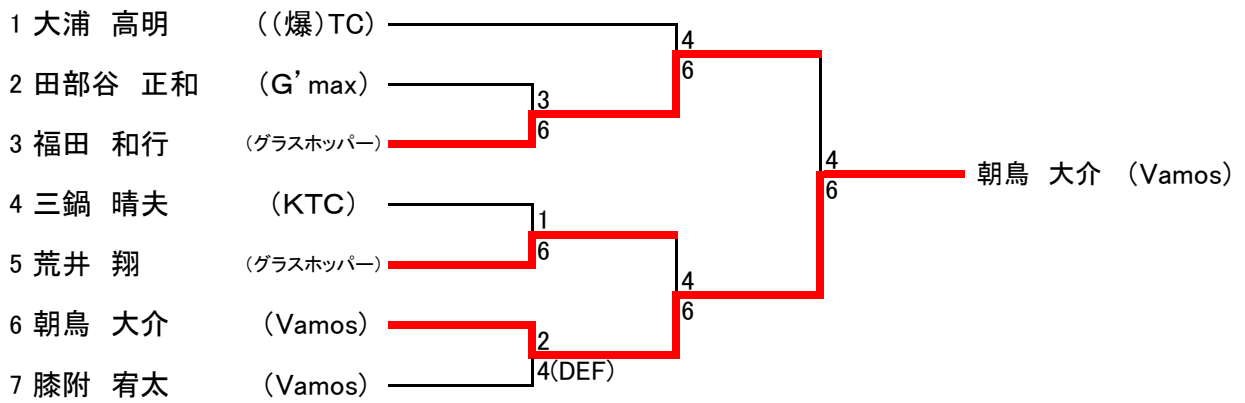 1 大浦 高明 ((爆)TC)
4
6
2 田部谷 正和 (G’max)
3
6
3 福田 和行 (グラスホッパー)
4
6
朝鳥 大介 (Vamos)
4 三鍋 晴夫 (KTC)
1
6
5 荒井 翔 (グラスホッパー)
4
6
6 朝鳥 大介 (Vamos)
2
4(DEF)
7 膝附 宥太 (Vamos)